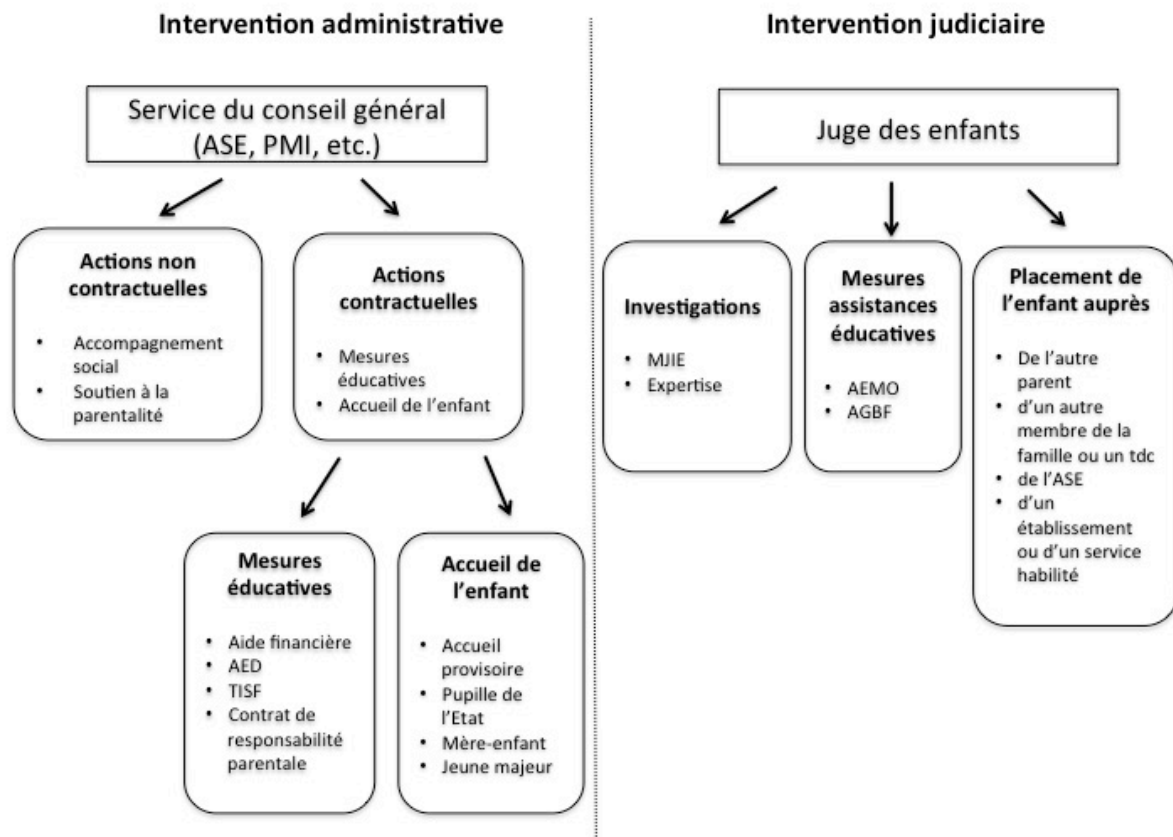 Intervention administrative
Service du conseil général
(ASE, PMI, etc.)
Actions non
contractuelles
• Accompagnement
social
• Soutien à la
parentalité
Actions
contractuelles
• Mesures
éducatives
• Accueil de l'enfant
Mesures
éducatives
• Aide financière
• AED
• TISF
• Contrat de
responsabilité
parentale
Accueil de
l'enfant
• Accueil
provisoire
• Pupille de
l'Etat
• Mère-enfant
• Jeune majeur
Intervention judiciaire
Juge des enfants
Investigations
• MJIE
• Expertise
Mesures
assistances
éducatives
• AEMO
• AGBF
Placement de
l'enfant auprès
• De l'autre
parent
• d'un autre
membre de la
famille ou un tdc
• de l'ASE
• d'un
établissement
ou d'un service
habilité